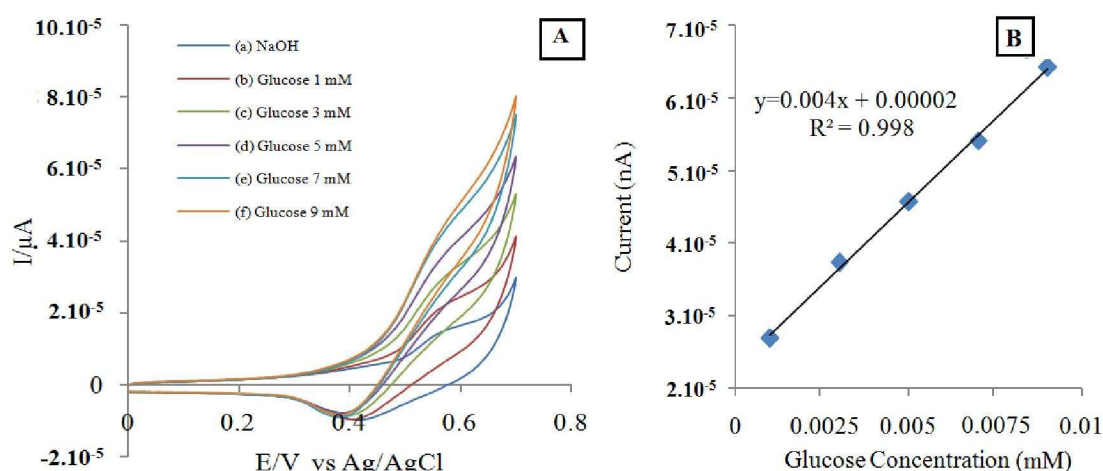 A
10.10⁻⁵
8.10⁻⁵
6.10⁻⁵
4.10⁻⁵
2.10⁻⁵
0
-2.10⁻⁵
I/µA
(a) NaOH
(b) Glucose 1 mM
(c) Glucose 3 mM
(d) Glucose 5 mM
(e) Glucose 7 mM
(f) Glucose 9 mM
0 0.2 0.4 0.6 0.8
E/V vs Ag/AgCl
B
7.10⁻⁵
6.10⁻⁵
5.10⁻⁵
4.10⁻⁵
3.10⁻⁵
2.10⁻⁵
Current (nA)
y=0.004x + 0.00002
R² = 0.998
0 0.0025 0.005 0.0075 0.01
Glucose Concentration (mM)